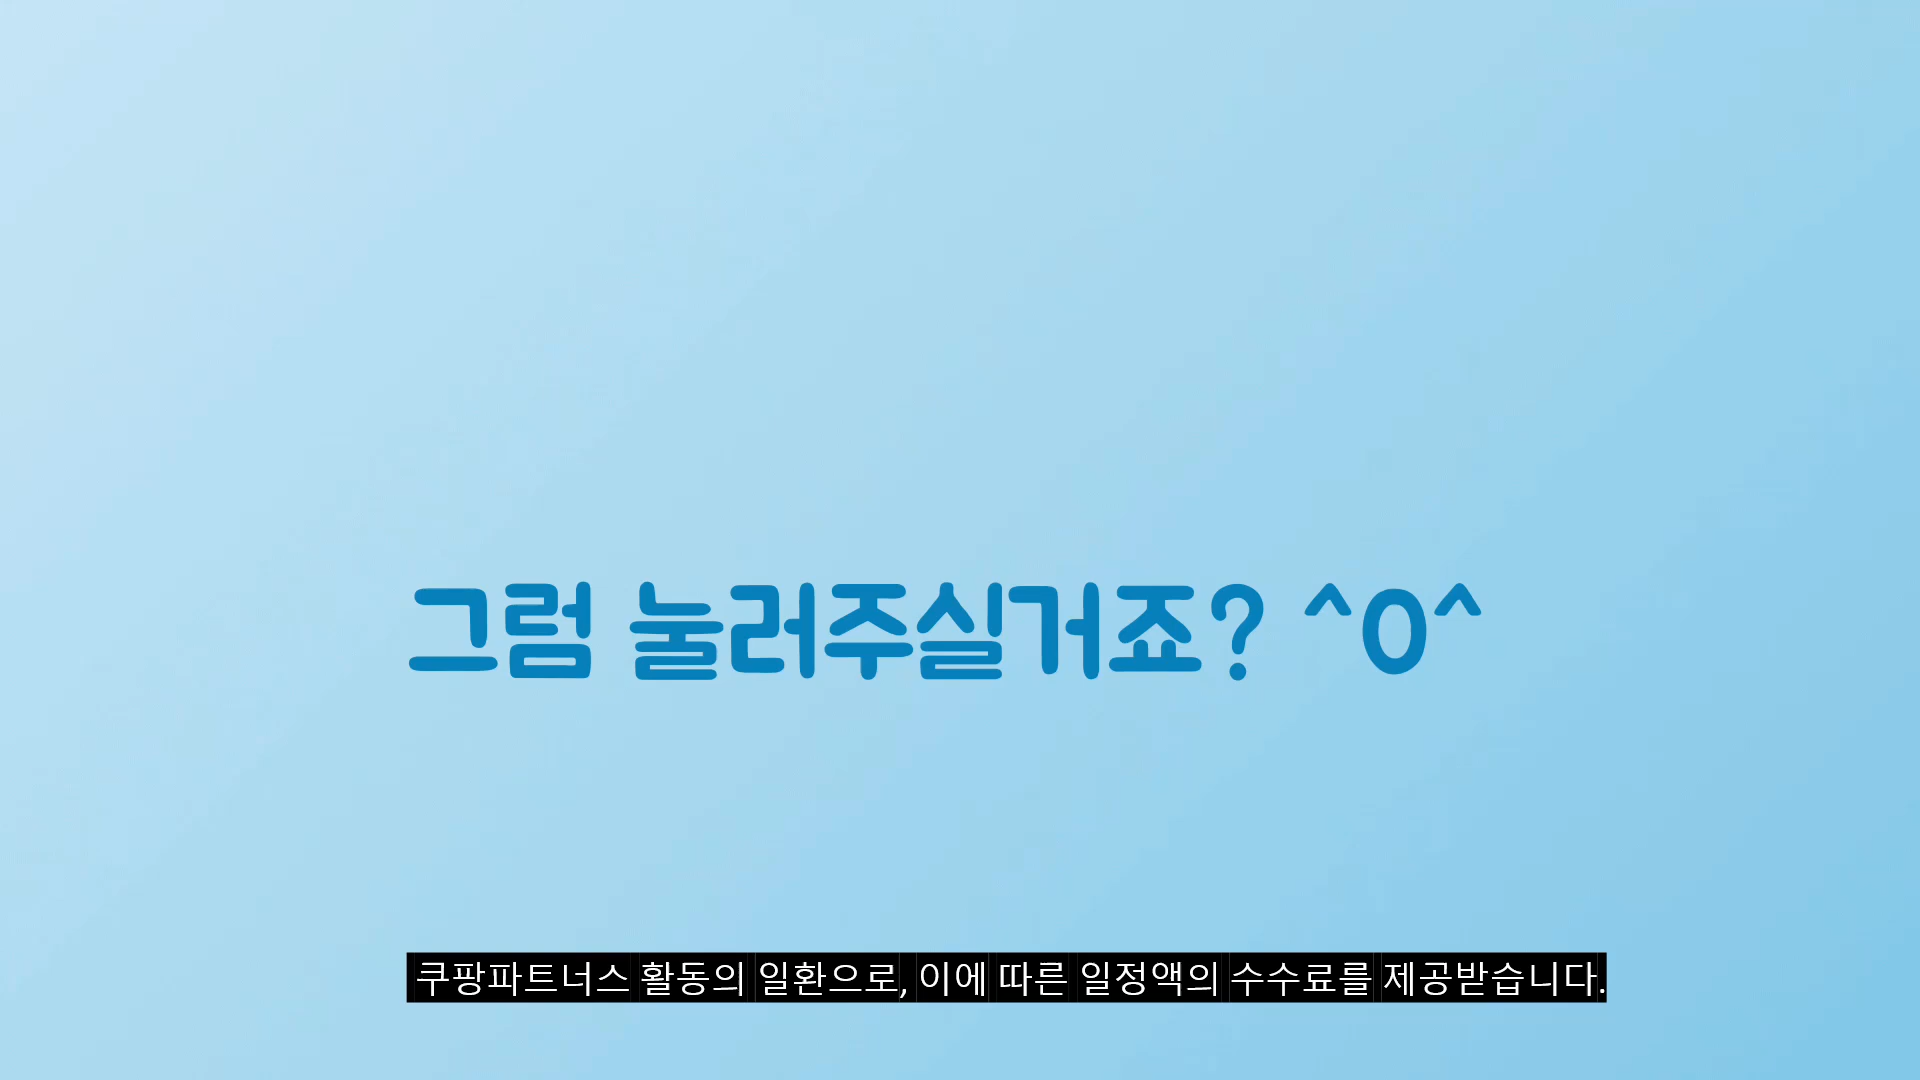 그럼 눌러주실거죠? ^0^
쿠팡파트너스 활동의 일환으로, 이에 따른 일정액의 수수료를 제공받습니다.